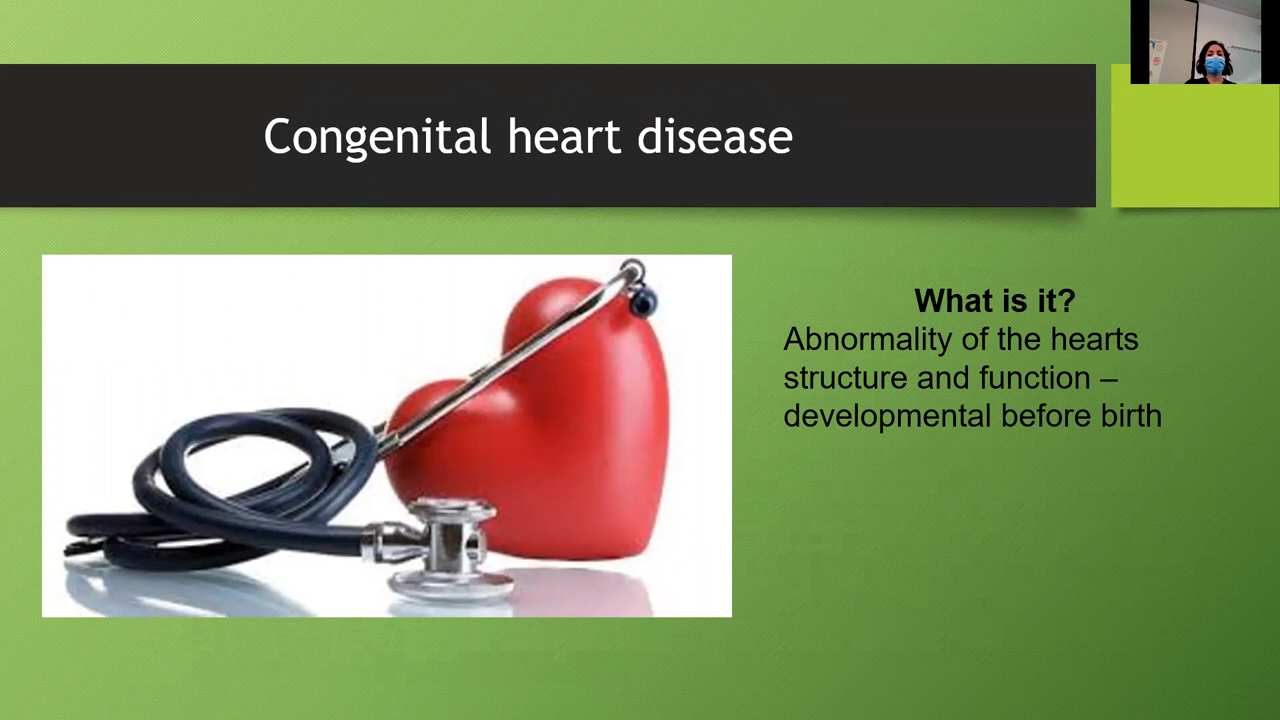 Congenital heart disease
What is it?
Abnormality of the hearts
structure and function –
developmental before birth